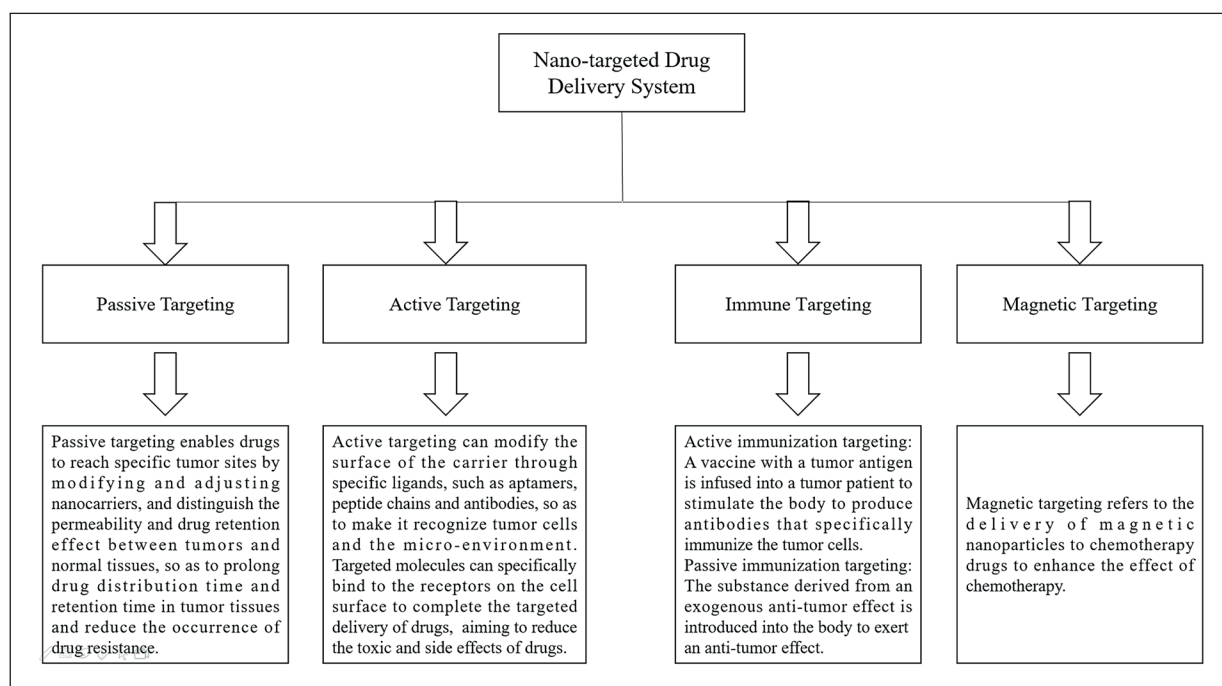 Nano-targeted Drug
Delivery System
Passive Targeting
Active Targeting
Immune Targeting
Magnetic Targeting
Passive targeting enables drugs
to reach specific tumor sites by
modifying and adjusting
nanocarriers, and distinguish the
permeability and drug retention
effect between tumors and
normal tissues, so as to prolong
drug distribution time and
retention time in tumor tissues
and reduce the occurrence of
drug resistance.
Active targeting can modify the
surface of the carrier through
specific ligands, such as aptamers,
peptide chains and antibodies, so as
to make it recognize tumor cells
and the micro-environment.
Targeted molecules can specifically
bind to the receptors on the cell
surface to complete the targeted
delivery of drugs, aiming to reduce
the toxic and side effects of drugs.
Active immunization targeting:
A vaccine with a tumor antigen
is infused into a tumor patient to
stimulate the body to produce
antibodies that specifically
immunize the tumor cells.
Passive immunization targeting:
The substance derived from an
exogenous anti-tumor effect is
introduced into the body to exert
an anti-tumor effect.
Magnetic targeting refers to the
delivery of magnetic
nanoparticles to chemotherapy
drugs to enhance the effect of
chemotherapy.